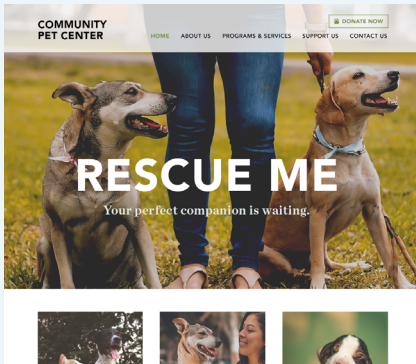 COMMUNITY
PET CENTER
DONATE NOW
HOME ABOUT US PROGRAMS & SERVICES SUPPORT US CONTACT US
RESCUE ME
Your perfect companion is waiting.